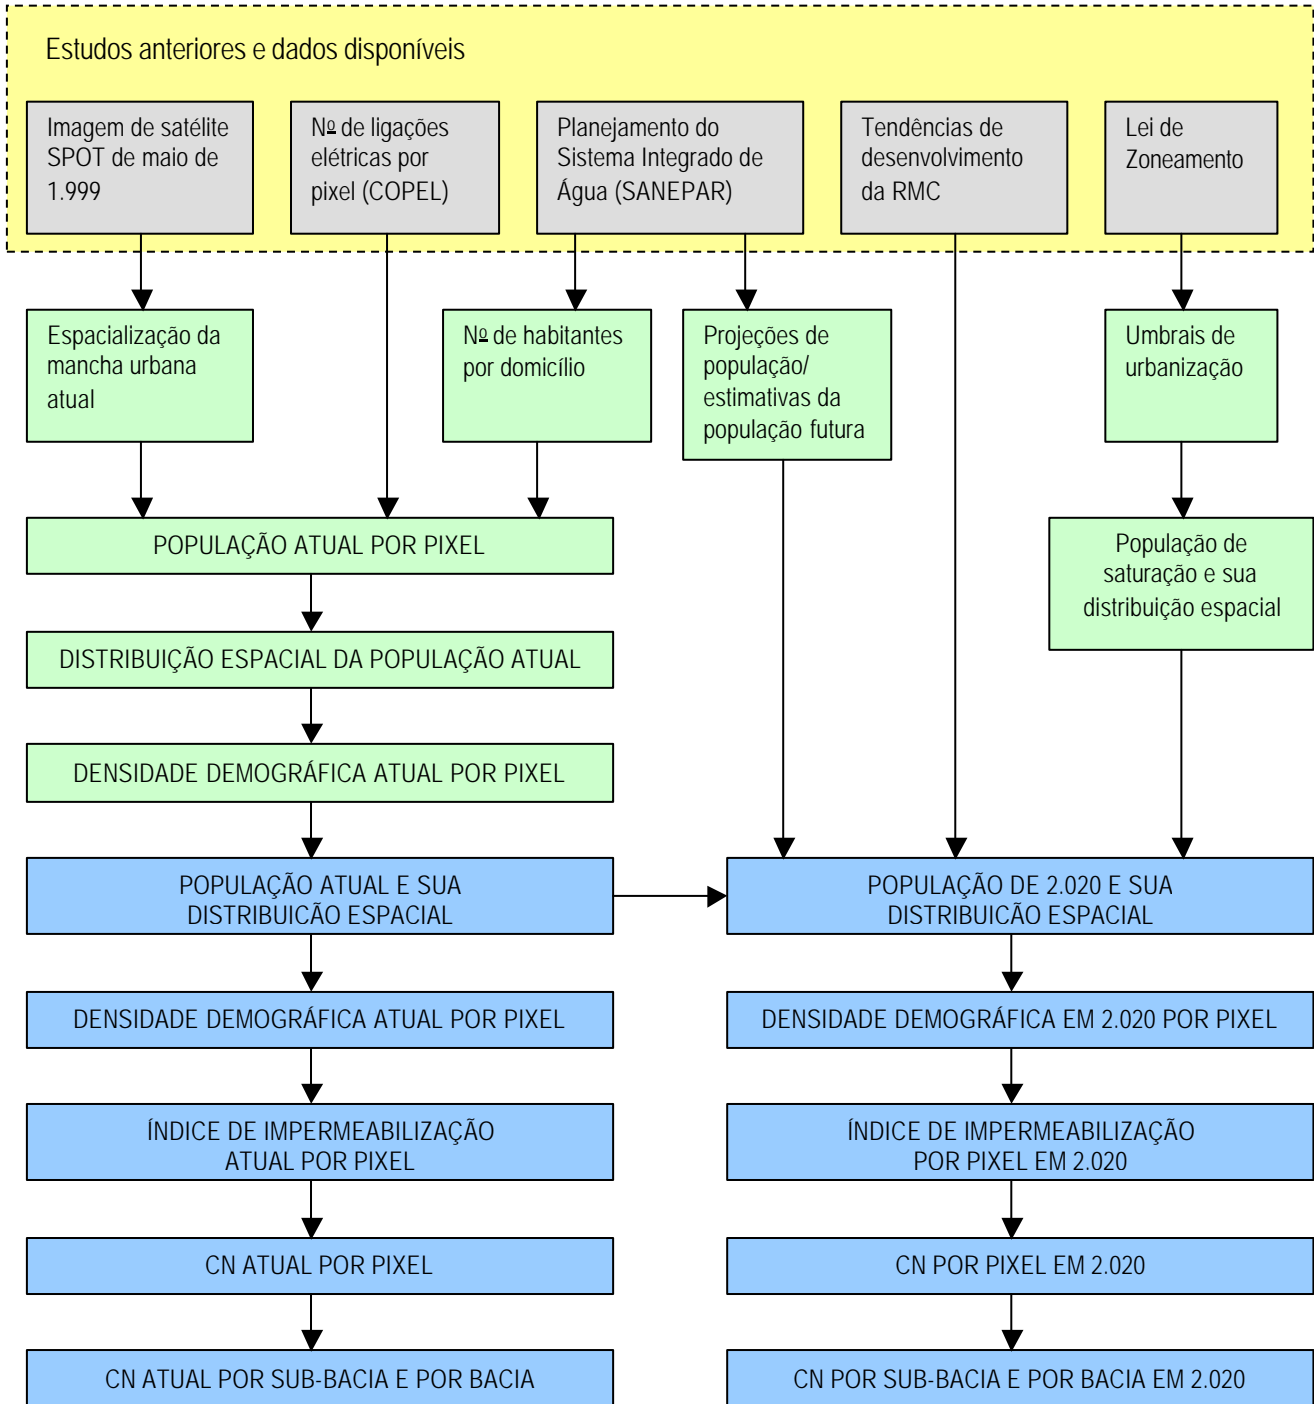 Estudos anteriores e dados disponíveis
Imagem de satélite
SPOT de maio de
1.999
Nº de ligações
elétricas por
pixel (COPEL)
Planejamento do
Sistema Integrado de
Água (SANEPAR)
Tendências de
desenvolvimento
da RMC
Lei de
Zoneamento
Espacialização da
mancha urbana
atual
Nº de habitantes
por domicílio
Projeções de
população/
estimativas da
população futura
Umbrais de
urbanização
POPULAÇÃO ATUAL POR PIXEL
População de
saturação e sua
distribuição espacial
DISTRIBUIÇÃO ESPACIAL DA POPULAÇÃO ATUAL
DENSIDADE DEMOGRÁFICA ATUAL POR PIXEL
POPULAÇÃO ATUAL E SUA
DISTRIBUICÃO ESPACIAL
POPULAÇÃO DE 2.020 E SUA
DISTRIBUICÃO ESPACIAL
DENSIDADE DEMOGRÁFICA ATUAL POR PIXEL
DENSIDADE DEMOGRÁFICA EM 2.020 POR PIXEL
ÍNDICE DE IMPERMEABILIZAÇÃO
ATUAL POR PIXEL
ÍNDICE DE IMPERMEABILIZAÇÃO
POR PIXEL EM 2.020
CN ATUAL POR PIXEL
CN POR PIXEL EM 2.020
CN ATUAL POR SUB-BACIA E POR BACIA
CN POR SUB-BACIA E POR BACIA EM 2.020